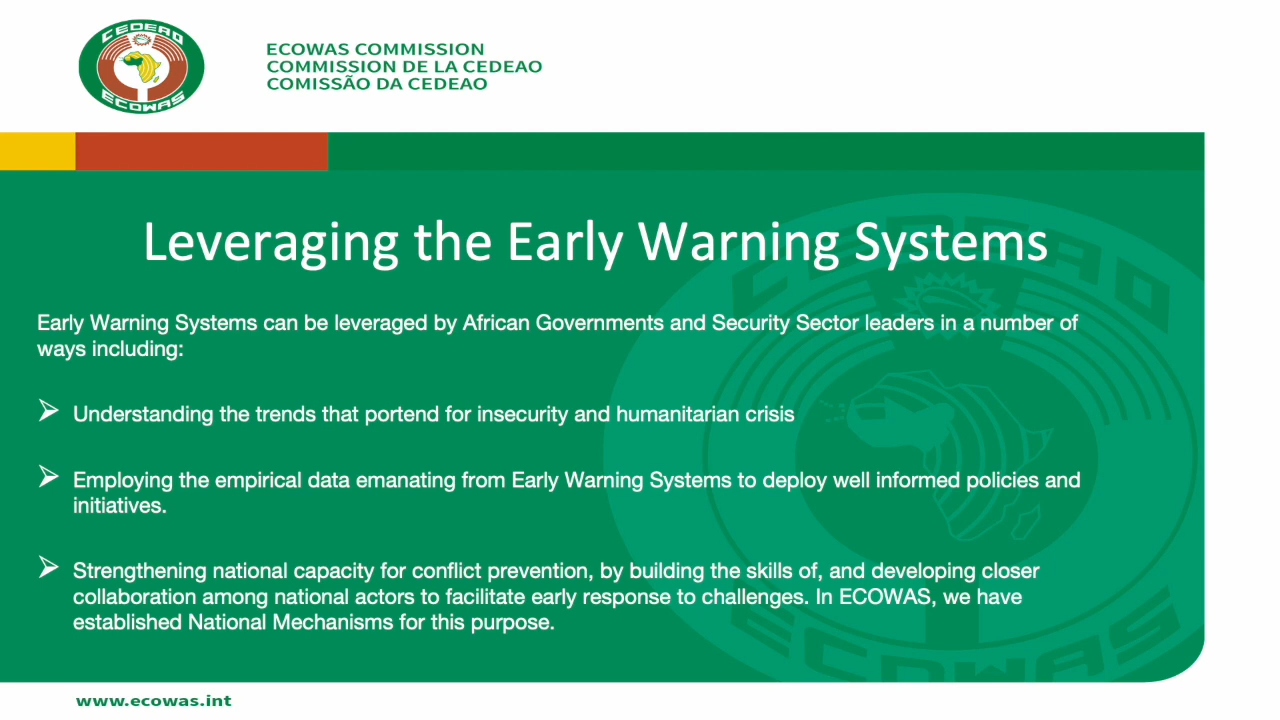 CEDEAO
ECOWAS
ECOWAS COMMISSION
COMMISSION DE LA CEDEAO
COMISSÃO DA CEDEAO
Leveraging the Early Warning Systems
Early Warning Systems can be leveraged by African Governments and Security Sector leaders in a number of
ways including:
Understanding the trends that portend for insecurity and humanitarian crisis
Employing the empirical data emanating from Early Warning Systems to deploy well informed policies and
initiatives.
Strengthening national capacity for conflict prevention, by building the skills of, and developing closer
collaboration among national actors to facilitate early response to challenges. In ECOWAS, we have
established National Mechanisms for this purpose.
CEDEAO
ECOWAS
www.ecowas.int